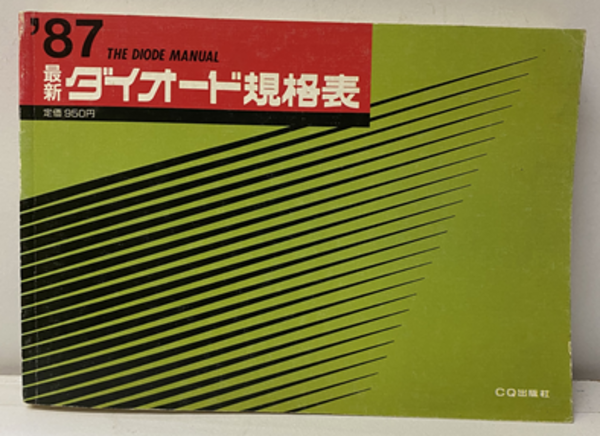 '87 THE DIODE MANUAL
最新 ダイオード規格表
定価950円
CQ出版社